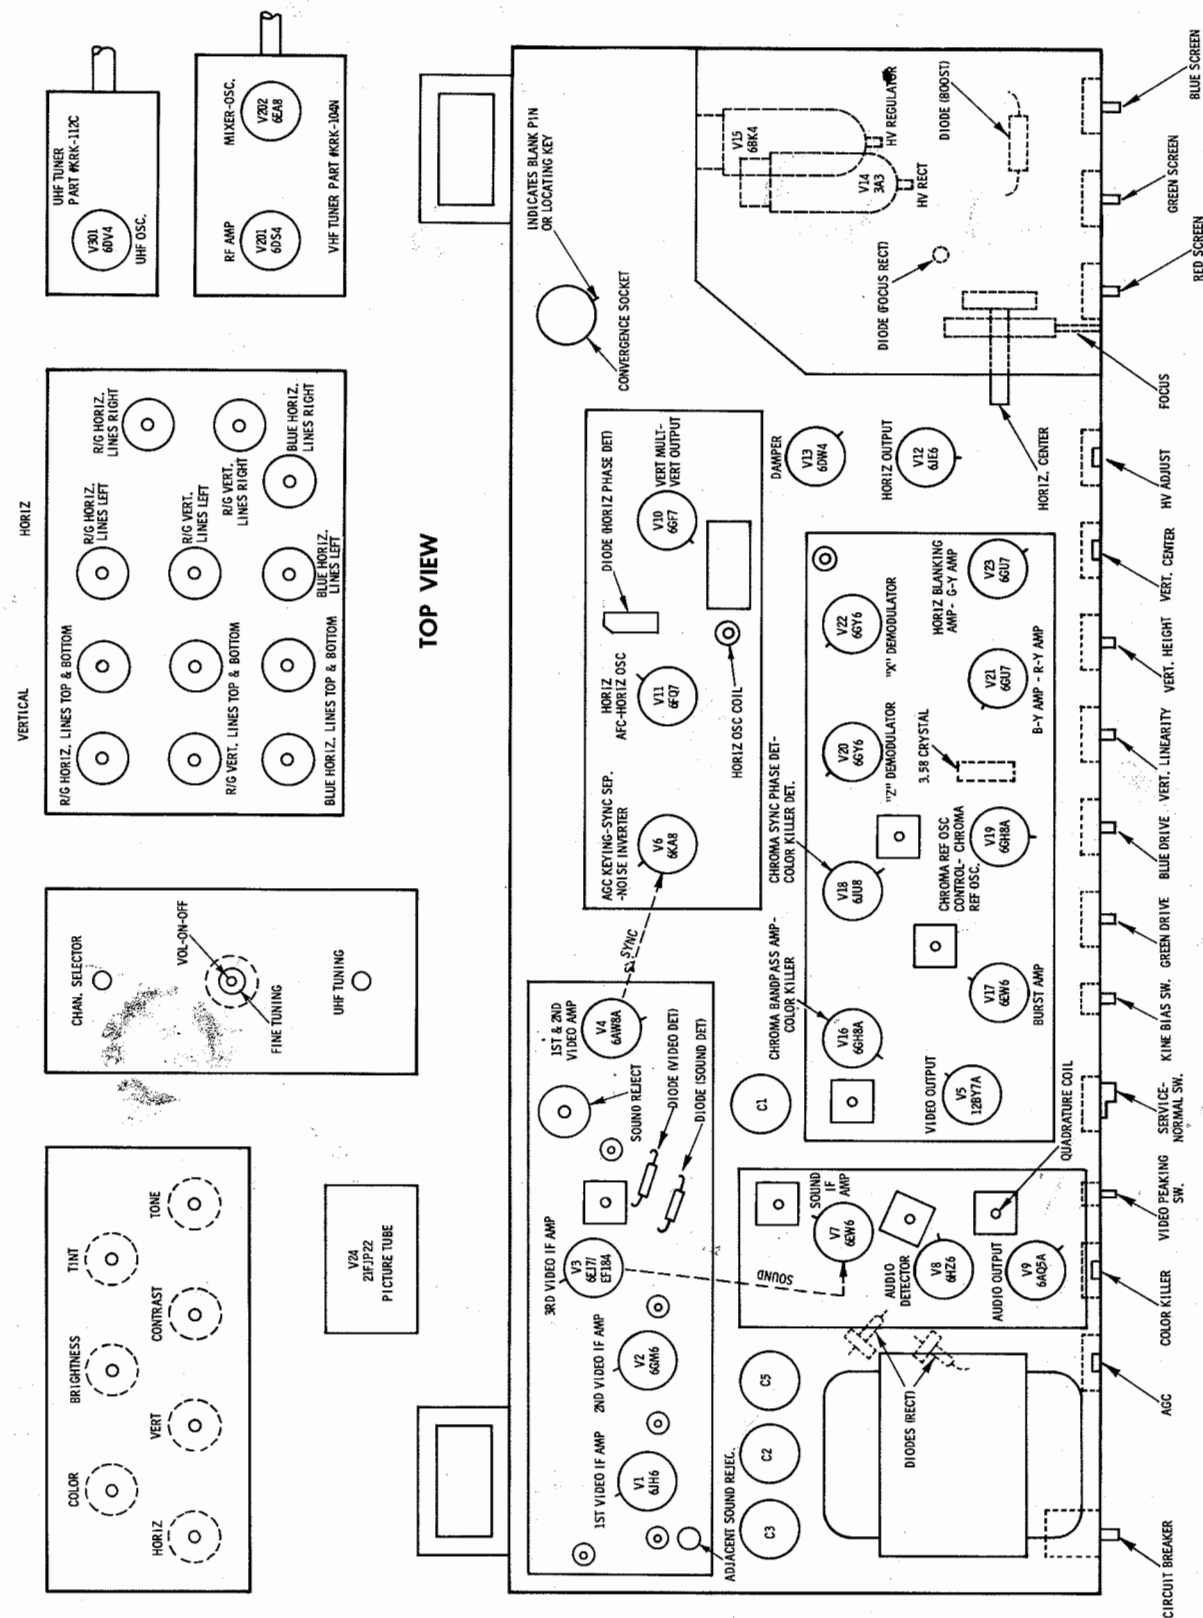 COLOR
BRIGHTNESS
TINT
HORIZ
VERT
CONTRAST
TONE
V24
21FJP22
PICTURE TUBE
CHAN. SELECTOR
VOL-ON-OFF
FINE TUNING
UHF TUNING
VERTICAL
HORIZ
R/G HORIZ. LINES TOP & BOTTOM
R/G VERT. LINES TOP & BOTTOM
BLUE HORIZ. LINES TOP & BOTTOM
R/G HORIZ.
LINES LEFT
R/G VERT.
LINES LEFT
BLUE HORIZ.
LINES LEFT
R/G HORIZ.
LINES RIGHT
R/G VERT.
LINES RIGHT
BLUE HORIZ.
LINES RIGHT
UHF TUNER
PART #KRK-112C
V301
6DV4
UHF OSC.
RF AMP
V201
6DS4
MIXER-OSC.
V202
6EA8
VHF TUNER PART #KRK-104N
TOP VIEW
1ST VIDEO IF AMP
V1
6JH6
2ND VIDEO IF AMP
V2
6GM6
3RD VIDEO IF AMP
V3
6EJ7/
EF184
SOUND REJECT
1ST & 2ND
VIDEO AMP
V4
6AW8A
DIODE (VIDEO DET)
DIODE (SOUND DET)
ADJACENT SOUND REJEC.
SYNC
SOUND
AGC KEYING-SYNC SEP.
-NOISE INVERTER
V6
6KA8
HORIZ
AFC-HORIZ OSC
V11
6FQ7
DIODE (HORIZ PHASE DET)
VERT MULT-
VERT OUTPUT
V10
6GF7
HORIZ OSC COIL
CONVERGENCE SOCKET
INDICATES BLANK PIN
OR LOCATING KEY
C3
C2
C5
C1
DIODES (RECT)
SOUND
IF
AMP
V7
6EW6
AUDIO
DETECTOR
V8
6HZ6
AUDIO OUTPUT
V9
6AQ5A
QUADRATURE COIL
CHROMA BANDPASS AMP-
COLOR KILLER
V16
6GH8A
VIDEO OUTPUT
V5
12BY7A
V17
6EW6
BURST AMP
CHROMA SYNC PHASE DET-
COLOR KILLER DET.
V18
6JU8
CHROMA REF OSC
CONTROL- CHROMA
REF OSC.
V19
6GH8A
V20
6GY6
"Z" DEMODULATOR
3.58 CRYSTAL
V22
6GY6
"X" DEMODULATOR
V21
6GU7
B-Y AMP - R-Y AMP
HORIZ BLANKING
AMP- G-Y AMP
V23
6GU7
DAMPER
V13
6DW4
HORIZ OUTPUT
V12
6JE6
HORIZ. CENTER
DIODE (FOCUS RECT)
V14
3A3
HV RECT
V15
6BK4
HV REGULATOR
DIODE (BOOST)
CIRCUIT BREAKER
AGC
COLOR KILLER
VIDEO PEAKING
SW.
SERVICE-
NORMAL SW.
KINE BIAS SW.
GREEN DRIVE
BLUE DRIVE
VERT. LINEARITY
VERT. HEIGHT
VERT. CENTER
HV ADJUST
FOCUS
RED SCREEN
GREEN SCREEN
BLUE SCREEN